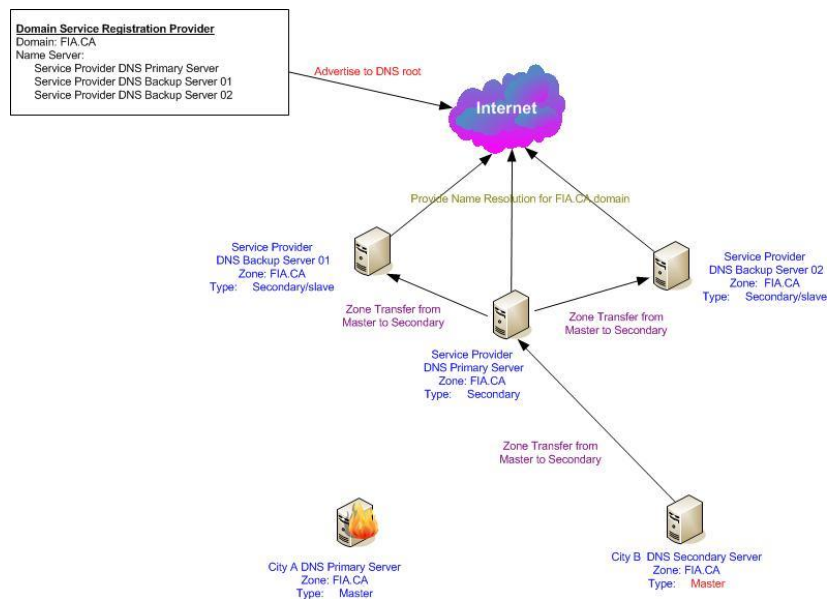 Domain Service Registration Provider
Domain: FIA.CA
Name Server:
Service Provider DNS Primary Server
Service Provider DNS Backup Server 01
Service Provider DNS Backup Server 02
Advertise to DNS root
Internet
Provide Name Resolution for FIA.CA domain
Service Provider
DNS Backup Server 01
Zone: FIA.CA
Type: Secondary/slave
Service Provider
DNS Backup Server 02
Zone: FIA.CA
Type: Secondary/slave
Zone Transfer from
Master to Secondary
Zone Transfer from
Master to Secondary
Service Provider
DNS Primary Server
Zone: FIA.CA
Type: Secondary
Zone Transfer from
Master to Secondary
City A DNS Primary Server
Zone: FIA.CA
Type: Master
City B DNS Secondary Server
Zone: FIA.CA
Type: Master